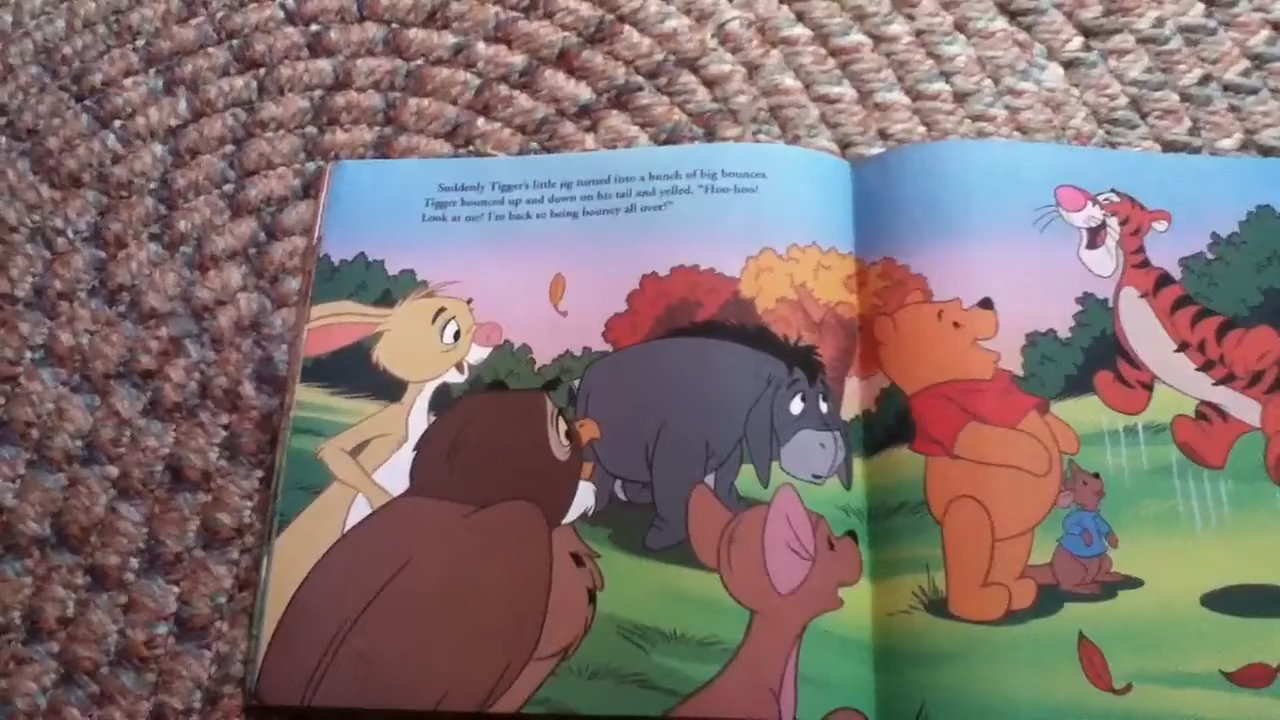 Suddenly Tigger's little jig turned into a bunch of big bounces.
Tigger bounced up and down on his tail and yelled, "Hoo-hoo!
Look at me! I'm back to being bouncy all over!"